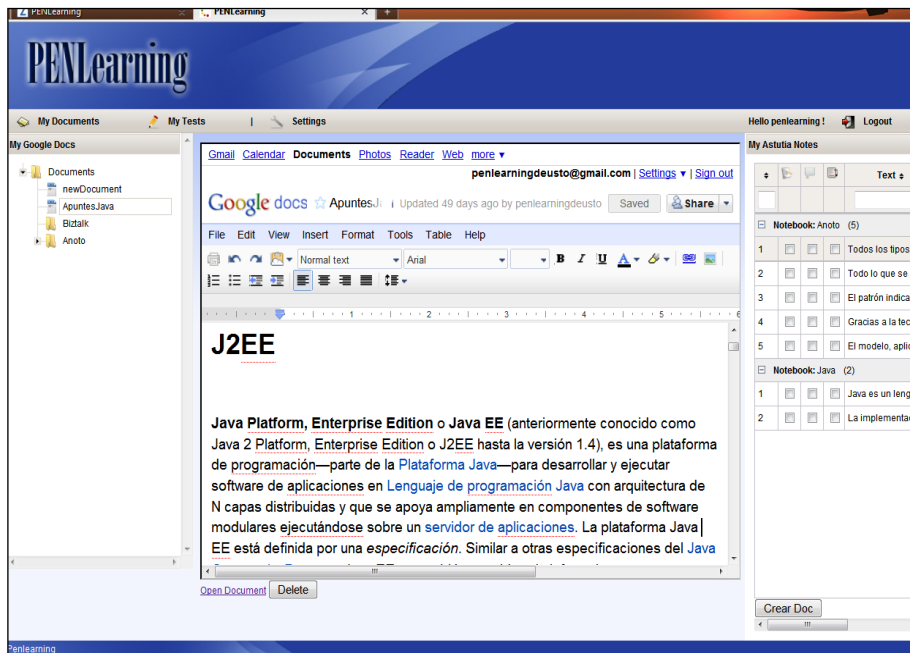 PENLearning PENLearning
PENLearning
My Documents My Tests | Settings Hello penlearning ! Logout
My Google Docs
Documents
newDocument
ApuntesJava
Biztalk
Anoto
Gmail Calendar Documents Photos Reader Web more
penlearningdeusto@gmail.com | Settings | Sign out
Google docs ApuntesJ Updated 49 days ago by penlearningdeusto Saved Share
File Edit View Insert Format Tools Table Help
Normal text Arial B I U A
1 2 3 4 5 6
J2EE
Java Platform, Enterprise Edition o Java EE (anteriormente conocido como
Java 2 Platform, Enterprise Edition o J2EE hasta la versión 1.4), es una plataforma
de programación—parte de la Plataforma Java—para desarrollar y ejecutar
software de aplicaciones en Lenguaje de programación Java con arquitectura de
N capas distribuidas y que se apoya ampliamente en componentes de software
modulares ejecutándose sobre un servidor de aplicaciones. La plataforma Java
EE está definida por una especificación. Similar a otras especificaciones del Java
Open Document Delete
My Astutia Notes
Text
Notebook: Anoto (5)
1 Todos los tipos
2 Todo lo que se
3 El patrón indica
4 Gracias a la tec
5 El modelo, aplic
Notebook: Java (2)
1 Java es un leng
2 La implementac
Crear Doc
Penlearning